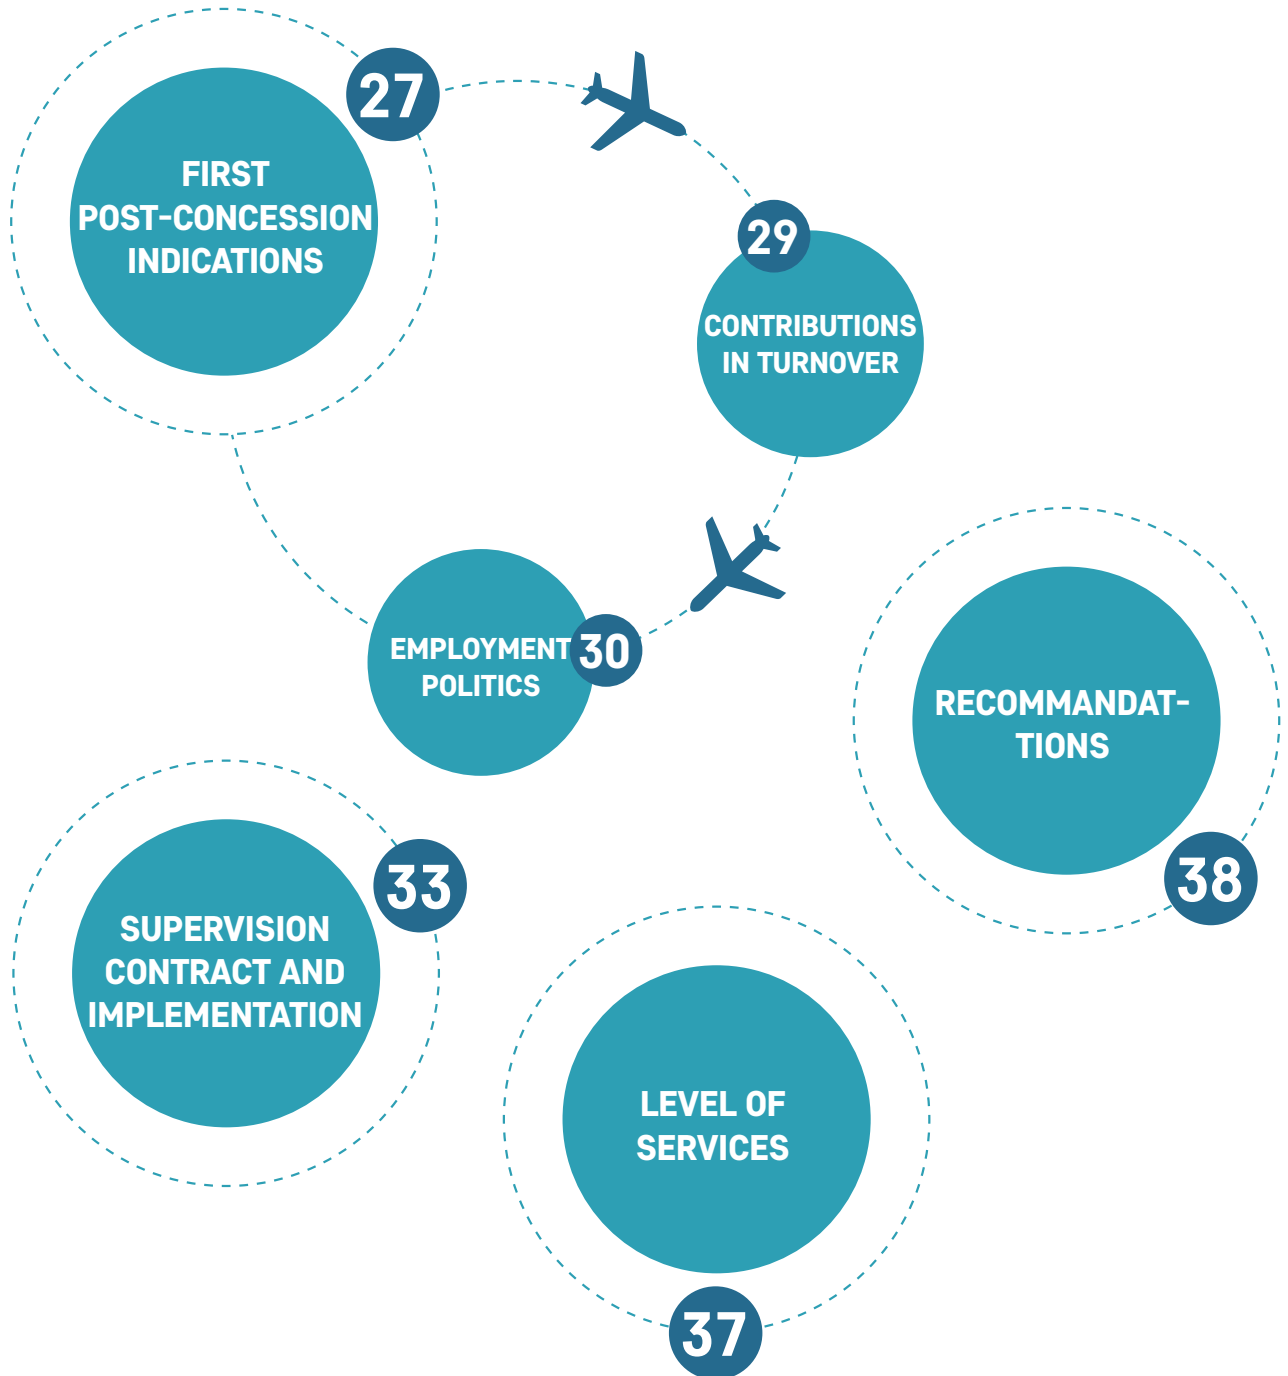 27
FIRST
POST-CONCESSION
INDICATIONS
29
CONTRIBUTIONS
IN TURNOVER
30
EMPLOYMENT
POLITICS
33
SUPERVISION
CONTRACT AND
IMPLEMENTATION
37
LEVEL OF
SERVICES
38
RECOMMANDAT-
TIONS